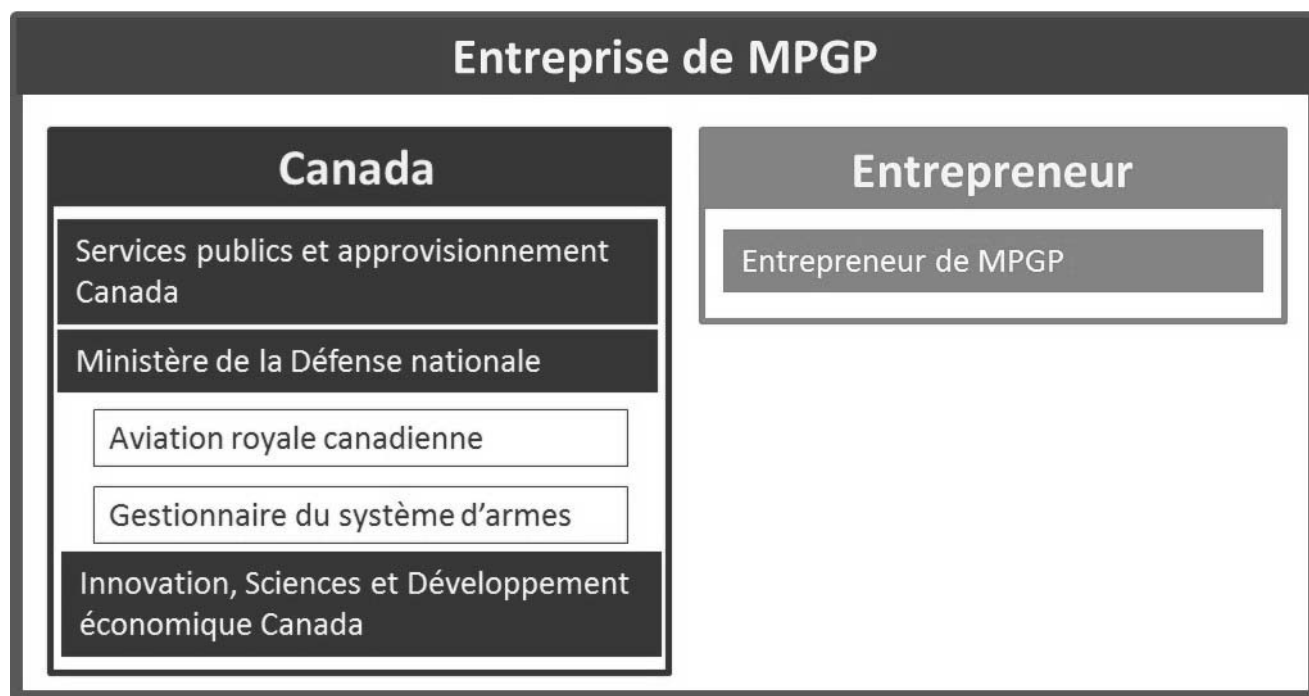 Entreprise de MPGP
Canada
Services publics et approvisionnement
Canada
Ministère de la Défense nationale
Aviation royale canadienne
Gestionnaire du système d’armes
Innovation, Sciences et Développement
économique Canada
Entrepreneur
Entrepreneur de MPGP